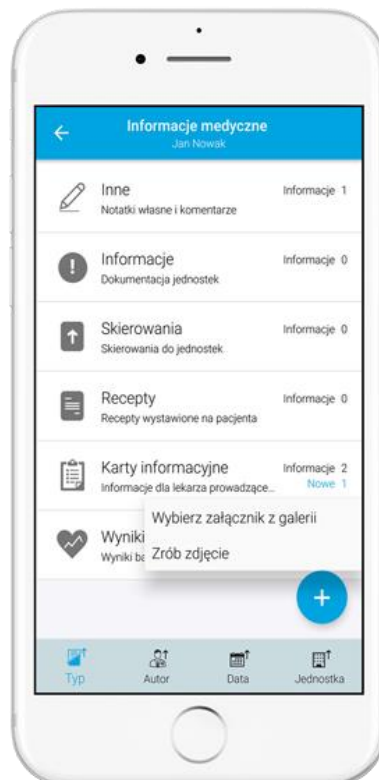 Informacje medyczne
Jan Nowak
Inne
Informacje 1
Notatki własne i komentarze
Informacje
Informacje 0
Dokumentacja jednostek
Skierowania
Informacje 0
Skierowania do jednostek
Recepty
Informacje 0
Recepty wystawione na pacjenta
Karty informacyjne
Informacje 2
Informacje dla lekarza prowadzące...
Nowe 1
Wybierz załącznik z galerii
Wyniki
Zrób zdjęcie
Wyniki ba
Typ
Autor
Data
Jednostka